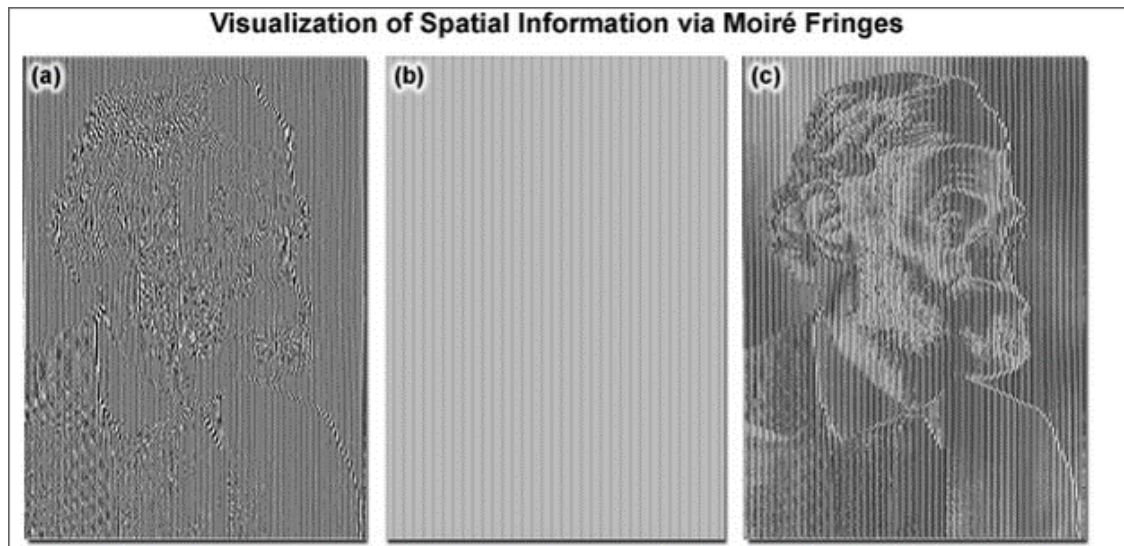 Visualization of Spatial Information via Moiré Fringes
(a)
(b)
(c)